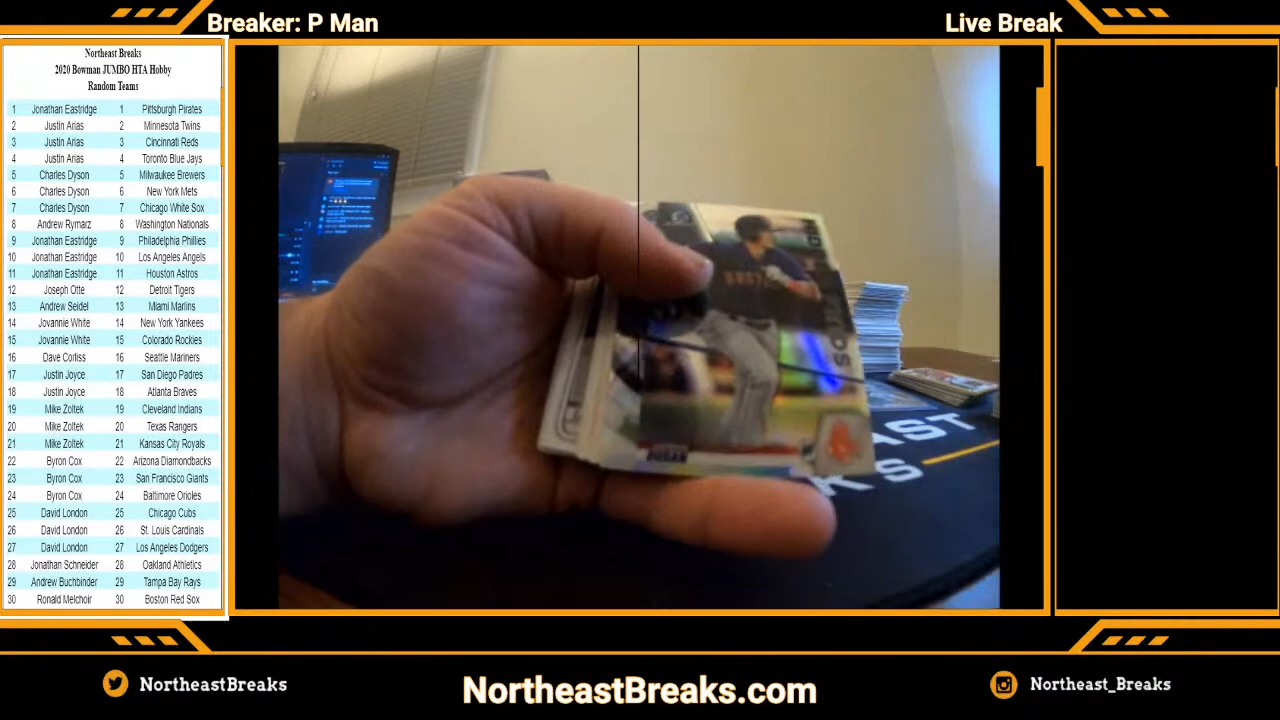 Breaker: P Man
Live Break
Northeast Breaks
2020 Bowman JUMBO HTA Hobby
Random Teams
1 Jonathan Eastridge 1 Pittsburgh Pirates
2 Justin Arias 2 Minnesota Twins
3 Justin Arias 3 Cincinnati Reds
4 Justin Arias 4 Toronto Blue Jays
5 Charles Dyson 5 Milwaukee Brewers
6 Charles Dyson 6 New York Mets
7 Charles Dyson 7 Chicago White Sox
8 Andrew Rymarz 8 Washington Nationals
9 Jonathan Eastridge 9 Philadelphia Phillies
10 Jonathan Eastridge 10 Los Angeles Angels
11 Jonathan Eastridge 11 Houston Astros
12 Joseph Otte 12 Detroit Tigers
13 Andrew Seidel 13 Miami Marlins
14 Jovannie White 14 New York Yankees
15 Jovannie White 15 Colorado Rockies
16 Dave Corliss 16 Seattle Mariners
17 Justin Joyce 17 San Diego Padres
18 Justin Joyce 18 Atlanta Braves
19 Mike Zoltek 19 Cleveland Indians
20 Mike Zoltek 20 Texas Rangers
21 Mike Zoltek 21 Kansas City Royals
22 Byron Cox 22 Arizona Diamondbacks
23 Byron Cox 23 San Francisco Giants
24 Byron Cox 24 Baltimore Orioles
25 David London 25 Chicago Cubs
26 David London 26 St. Louis Cardinals
27 David London 27 Los Angeles Dodgers
28 Jonathan Schneider 28 Oakland Athletics
29 Andrew Buchbinder 29 Tampa Bay Rays
30 Ronald Melchoir 30 Boston Red Sox
AST
KS
NortheastBreaks
NortheastBreaks.com
Northeast_Breaks